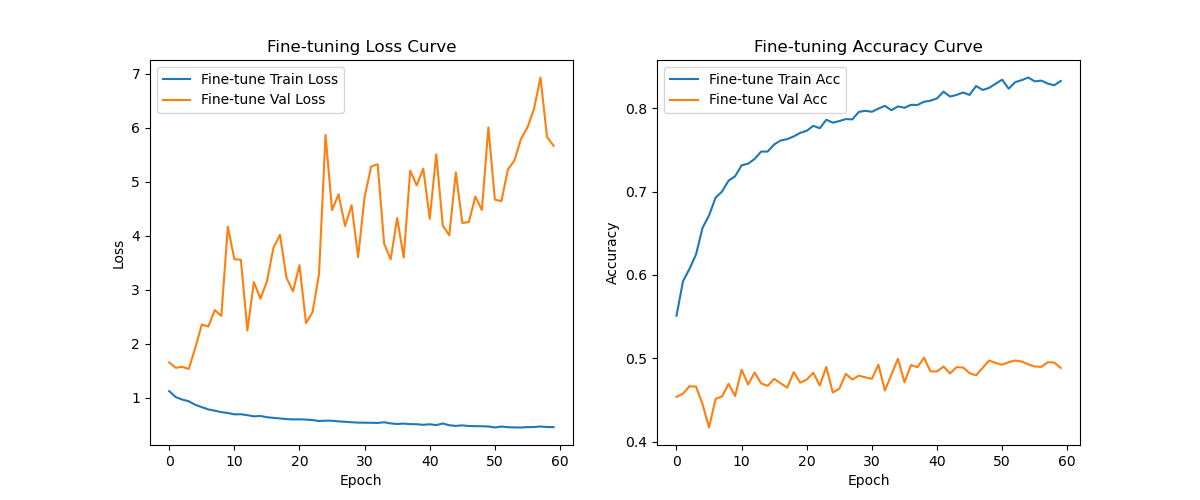 Fine-tuning Loss Curve
Fine-tune Train Loss
Fine-tune Val Loss
7
6
5
4
3
2
1
Loss
0 10 20 30 40 50 60
Epoch
Fine-tuning Accuracy Curve
Fine-tune Train Acc
Fine-tune Val Acc
0.8
0.7
0.6
0.5
0.4
Accuracy
0 10 20 30 40 50 60
Epoch